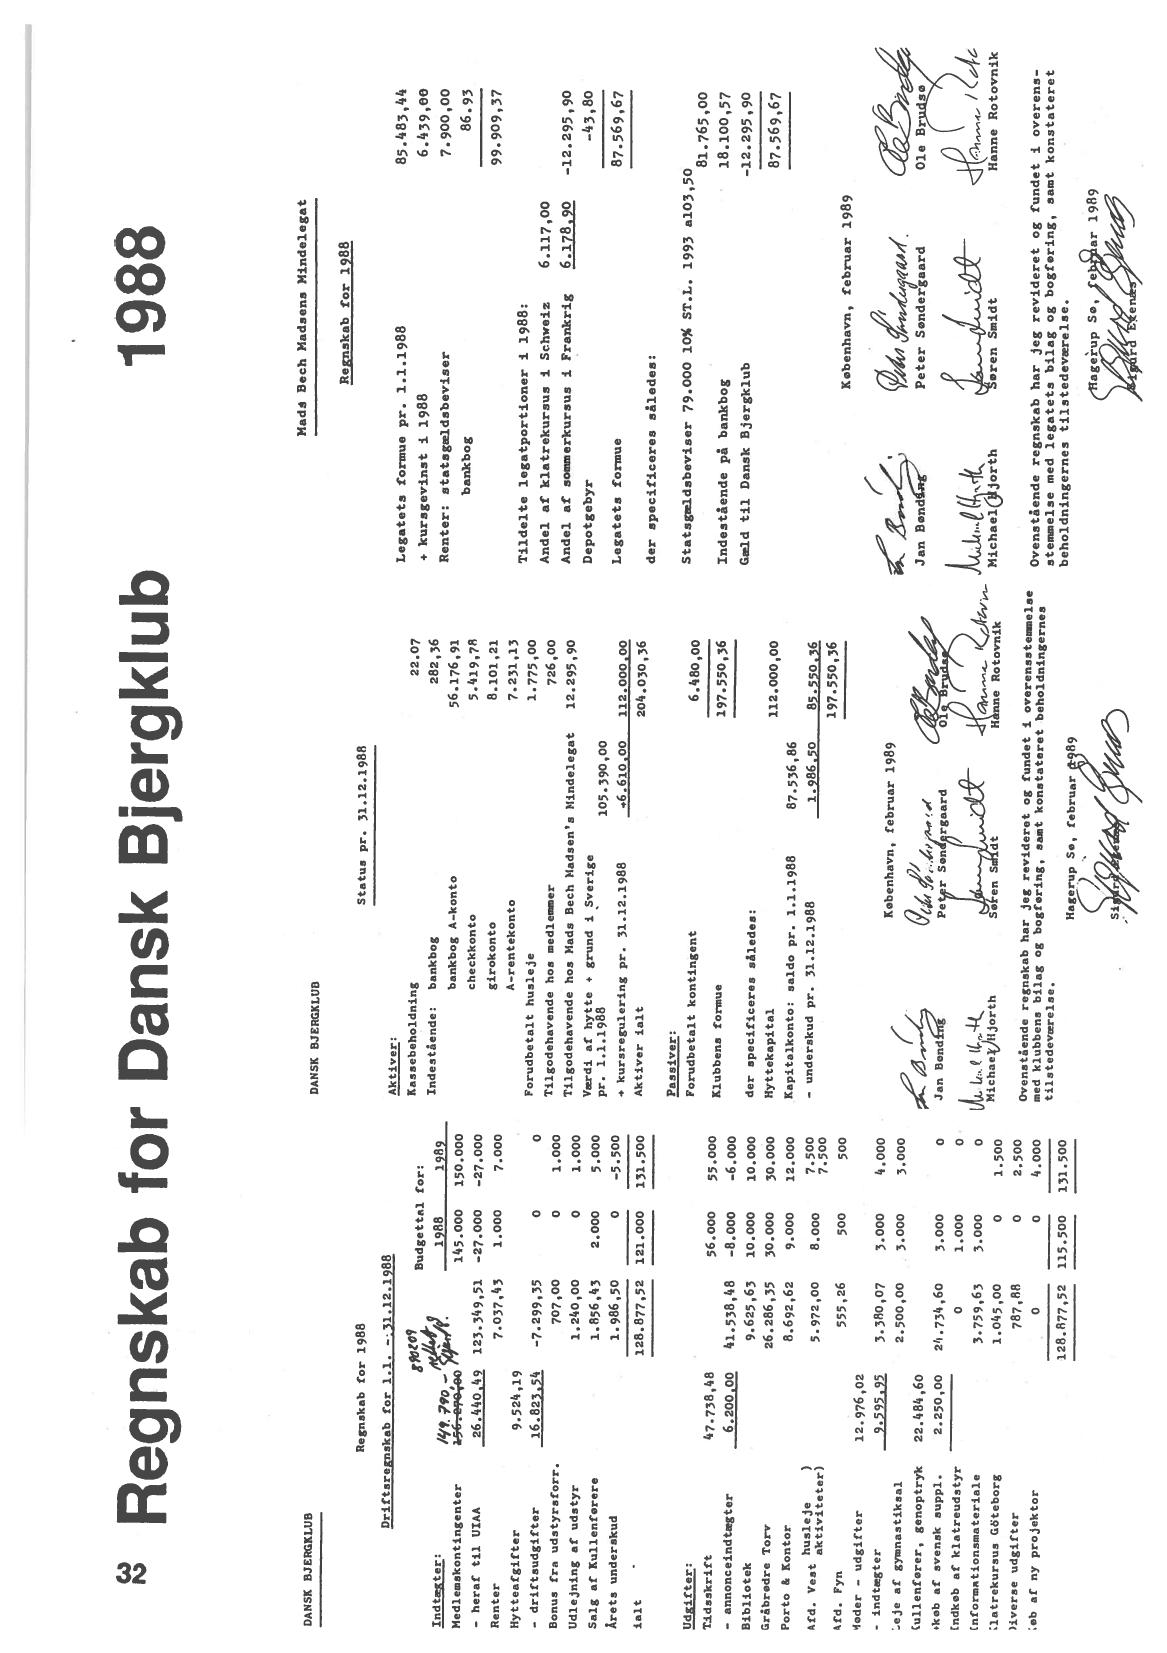 32 Regnskab for Dansk Bjergklub 1988
DANSK BJERGKLUB
Regnskab for 1988
Driftsregnskab for 1.1. - 31.12.1988
Budgettal for:
Indtægter: 1988 1989
Medlemskontingenter 149.790,- 156.270,00 890209 145.000 150.000
- heraf til UIAA 26.440,49 123.349,51 -27.000 -27.000
Renter 7.037,43 1.000 7.000
Hytteafgifter 9.524,19
- driftsudgifter 16.823,54 -7.299,35 0 0
Bonus fra udstyrsforr. 707,00 0 1.000
Udlejning af udstyr 1.240,00 0 1.000
Salg af Kullenførere 1.856,43 2.000 5.000
Årets underskud 1.986,50 0 -5.500
ialt 128.877,52 121.000 131.500
Udgifter:
Tidsskrift 47.738,48 56.000 55.000
- annonceindtægter 6.200,00 41.538,48 -8.000 -6.000
Bibliotek 9.625,63 10.000 10.000
Gråbrødre Torv 26.286,35 30.000 30.000
Porto & Kontor 8.692,62 9.000 12.000
Afd. Vest husleje ) 7.500
aktiviteter) 5.972,00 8.000 7.500
Afd. Fyn 555,26 500 500
Møder - udgifter 12.976,02
- indtægter 9.595,95 3.380,07 3.000 4.000
Leje af gymnastiksal 2.500,00 3.000 3.000
Kullenfører, genoptryk 22.484,60
køb af svensk suppl. 2.250,00 24.734,60 3.000 0
Indkøb af klatreudstyr 0 1.000 0
Informationsmateriale 3.759,63 3.000 0
Klatrekursus Göteborg 1.045,00 0 1.500
Diverse udgifter 787,88 0 2.500
Køb af ny projektor 0 0 4.000
128.877,52 115.500 131.500
DANSK BJERGKLUB
Status pr. 31.12.1988
Aktiver:
Kassebeholdning 22.07
Indestående: bankbog 282,36
bankbog A-konto 56.176,91
checkkonto 5.419,78
girokonto 8.101,21
A-rentekonto 7.231,13
Forudbetalt husleje 1.775,00
Tilgodehavende hos medlemmer 726,00
Tilgodehavende hos Mads Bech Madsen's Mindelegat 12.295,90
Værdi af hytte + grund i Sverige
pr. 1.1.1988 105.390,00
+ kursregulering pr. 31.12.1988 +6.610,00 112.000,00
Aktiver ialt 204.030,36
Passiver:
Forudbetalt kontingent 6.480,00
Klubbens formue 197.550,36
der specificeres således:
Hyttekapital 112.000,00
Kapitalkonto: saldo pr. 1.1.1988 87.536,86
- underskud pr. 31.12.1988 1.986,50 85.550,36
197.550,36
København, februar 1989
Jan Bønding Peter Søndergaard Ole Brudsø
Michael Hjorth Søren Smidt Hanne Rotovnik
Ovenstående regnskab har jeg revideret og fundet i overensstemmelse
med klubbens bilag og bogføring, samt konstateret beholdningernes
tilstedeværelse.
Hagerup Sø, februar 1989
Mads Bech Madsens Mindelegat
Regnskab for 1988
Legatets formue pr. 1.1.1988 85.483,44
+ kursgevinst i 1988 6.439,00
Renter: statsgældsbeviser 7.900,00
bankbog 86.93
99.909,37
Tildelte legatportioner i 1988:
Andel af klatrekursus i Schweiz 6.117,00
Andel af sommerkursus i Frankrig 6.178,90 -12.295,90
Depotgebyr -43,80
Legatets formue 87.569,67
der specificeres således:
Statsgældsbeviser 79.000 10% ST.L. 1993 a103,50 81.765,00
Indestående på bankbog 18.100,57
Gæld til Dansk Bjergklub -12.295,90
87.569,67
København, februar 1989
Jan Bønding Peter Søndergaard Ole Brudsø
Michael Hjorth Søren Smidt Hanne Rotovnik
Ovenstående regnskab har jeg revideret og fundet i overens-
stemmelse med legatets bilag og bogføring, samt konstateret
beholdningernes tilstedeværelse.
Hagerup Sø, februar 1989
Sigurd